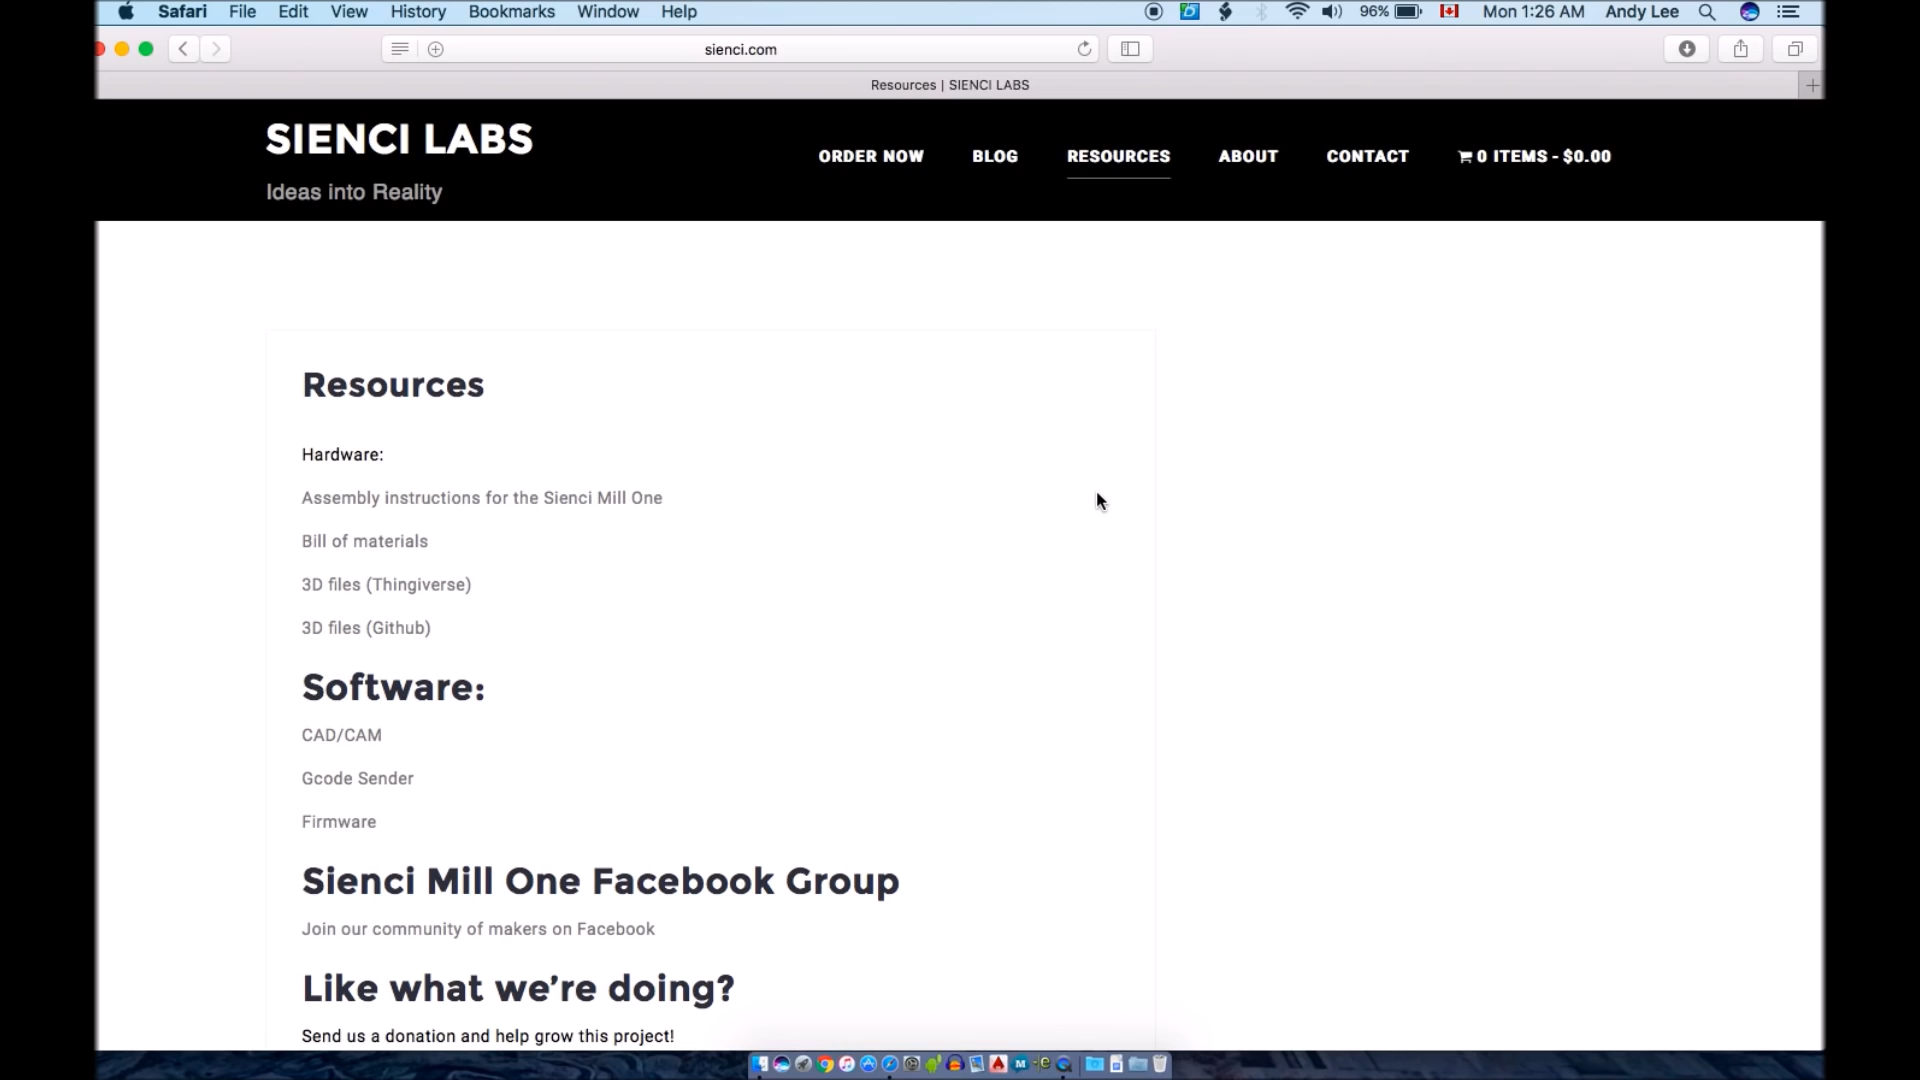 Safari File Edit View History Bookmarks Window Help 96% Mon 1:26 AM Andy Lee
sienci.com
Resources | SIENCI LABS
SIENCI LABS
Ideas into Reality
ORDER NOW BLOG RESOURCES ABOUT CONTACT 0 ITEMS - $0.00
Resources
Hardware:
Assembly instructions for the Sienci Mill One
Bill of materials
3D files (Thingiverse)
3D files (Github)
Software:
CAD/CAM
Gcode Sender
Firmware
Sienci Mill One Facebook Group
Join our community of makers on Facebook
Like what we’re doing?
Send us a donation and help grow this project!